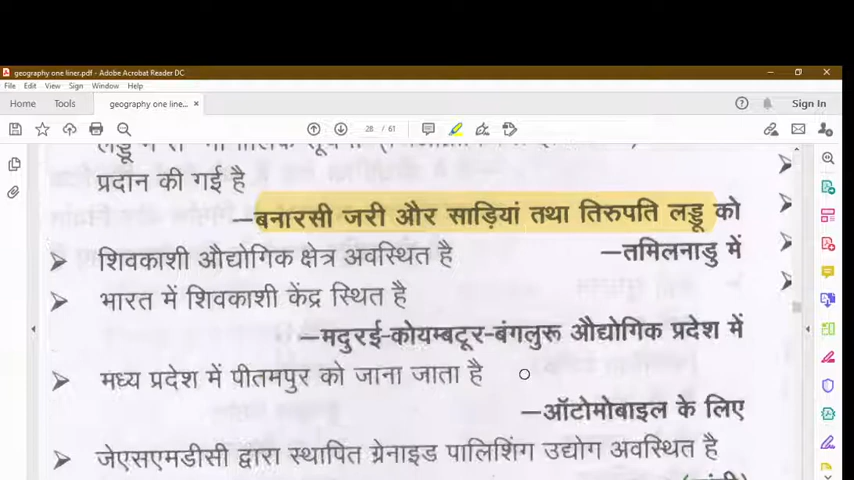 geography one liner.pdf - Adobe Acrobat Reader DC
File Edit View Sign Window Help
Home Tools geography one line... × Sign In
28 / 61
प्रदान की गई है
—बनारसी जरी और साड़ियां तथा तिरुपति लड्डू को
➤ शिवकाशी औद्योगिक क्षेत्र अवस्थित है —तमिलनाडु में
➤ भारत में शिवकाशी केंद्र स्थित है
—मदुरई-कोयम्बटूर-बंगलुरू औद्योगिक प्रदेश में
➤ मध्य प्रदेश में पीतमपुर को जाना जाता है
—ऑटोमोबाइल के लिए
➤ जेएसएमडीसी द्वारा स्थापित ग्रेनाइड पालिशिंग उद्योग अवस्थित है